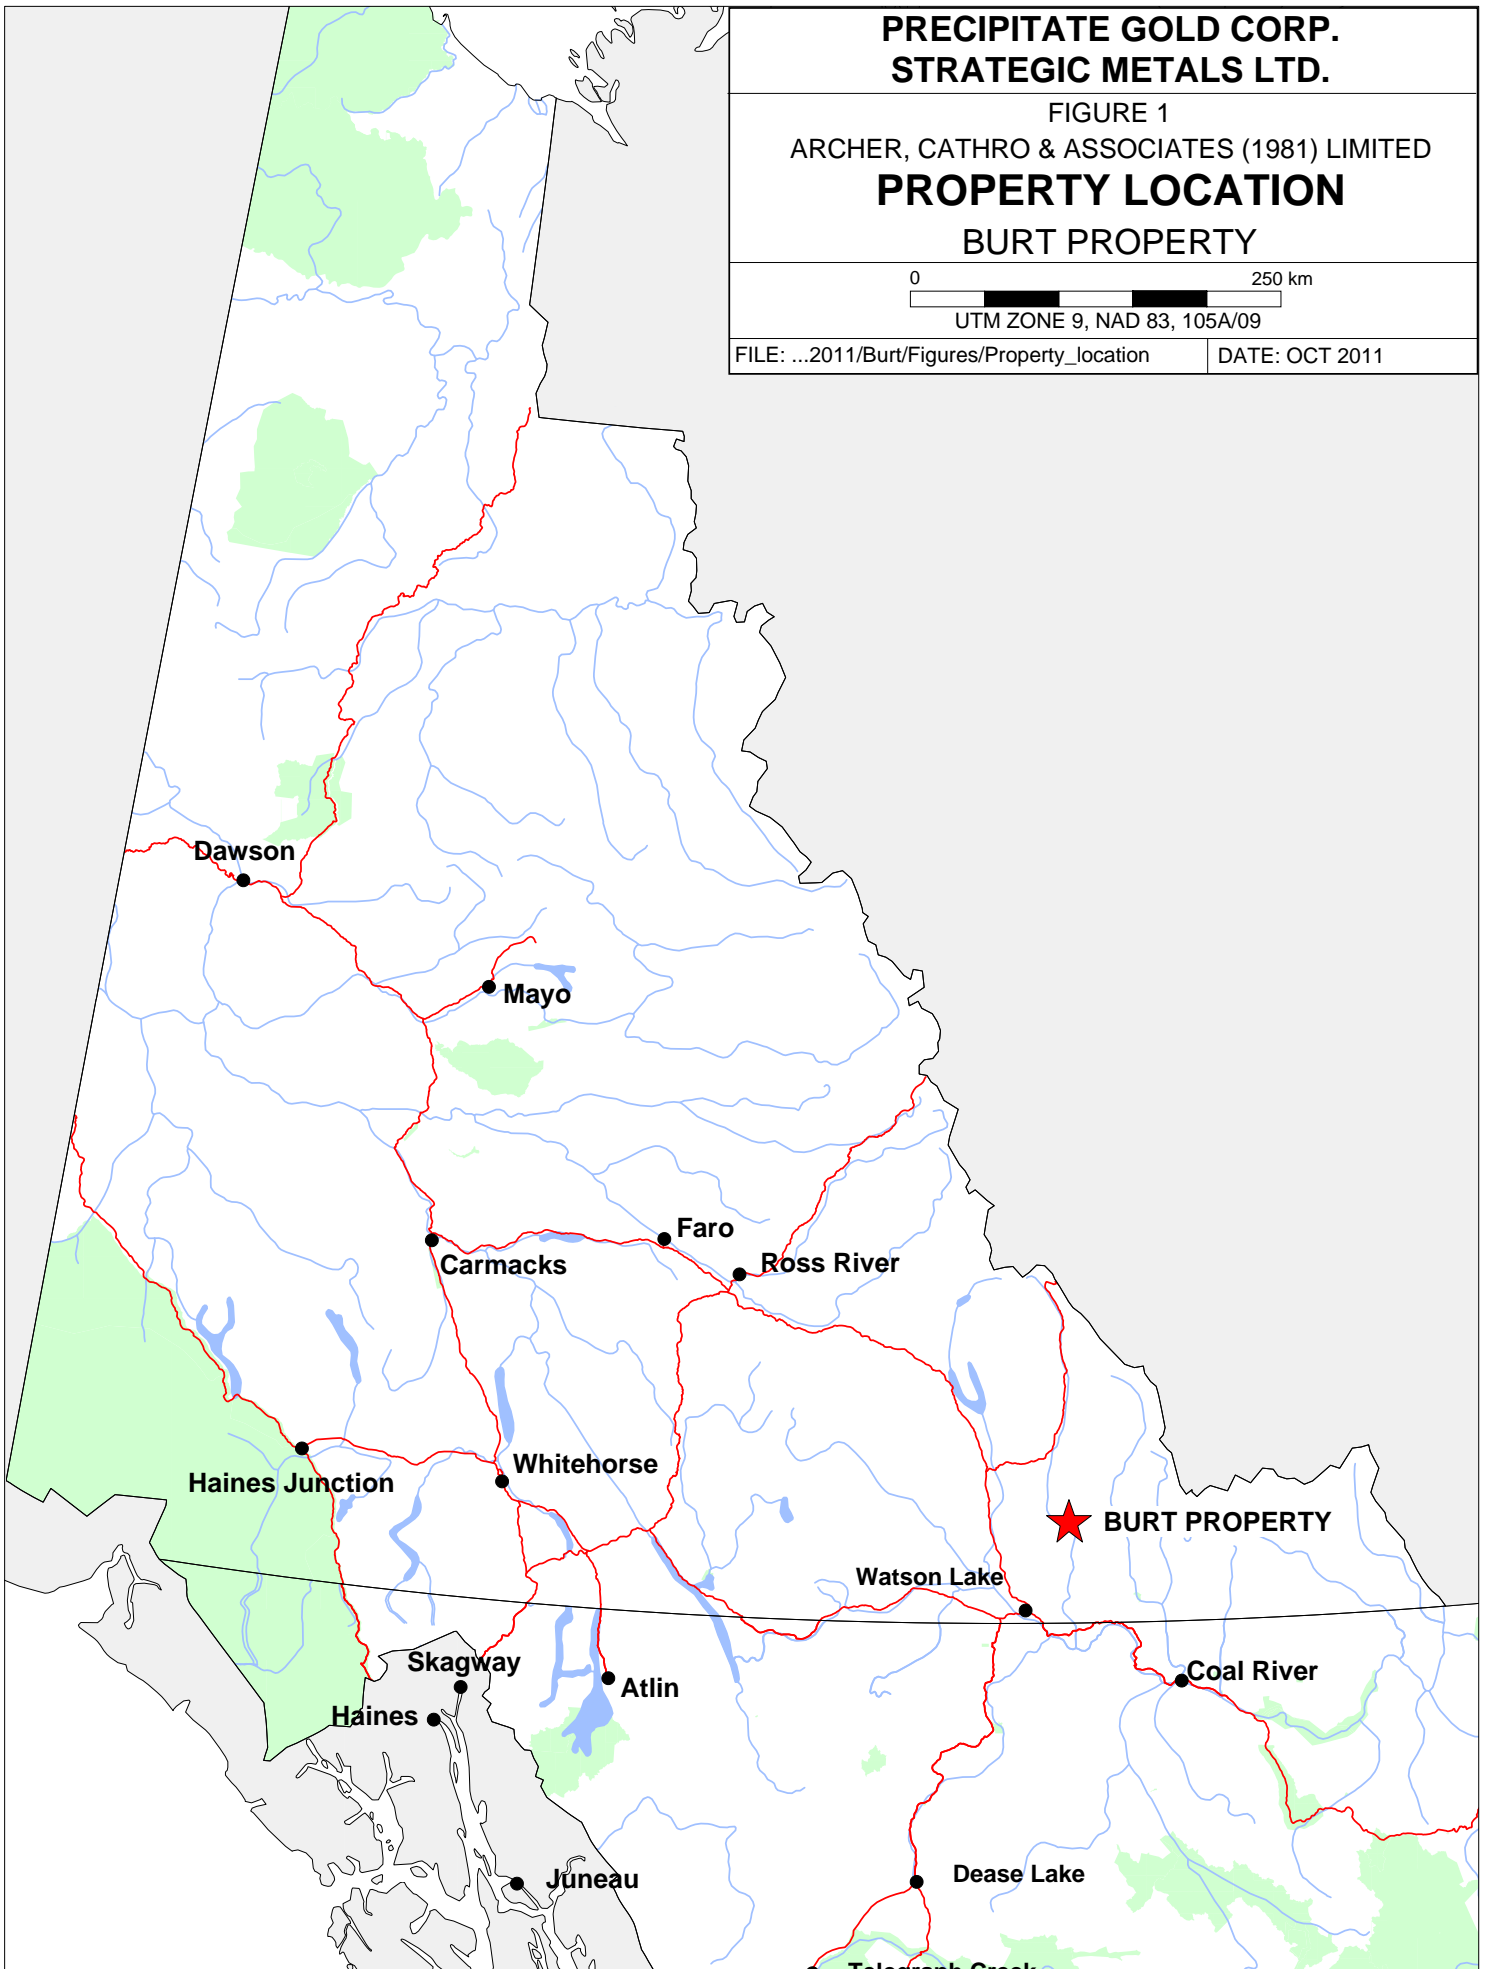 PRECIPITATE GOLD CORP.
STRATEGIC METALS LTD.
FIGURE 1
ARCHER, CATHRO & ASSOCIATES (1981) LIMITED
PROPERTY LOCATION
BURT PROPERTY
0 250 km
UTM ZONE 9, NAD 83, 105A/09
FILE: ...2011/Burt/Figures/Property_location DATE: OCT 2011
Dawson
Mayo
Faro
Ross River
Carmacks
Whitehorse
Haines Junction
BURT PROPERTY
Watson Lake
Skagway
Coal River
Atlin
Haines
Dease Lake
Juneau
Telegraph Creek